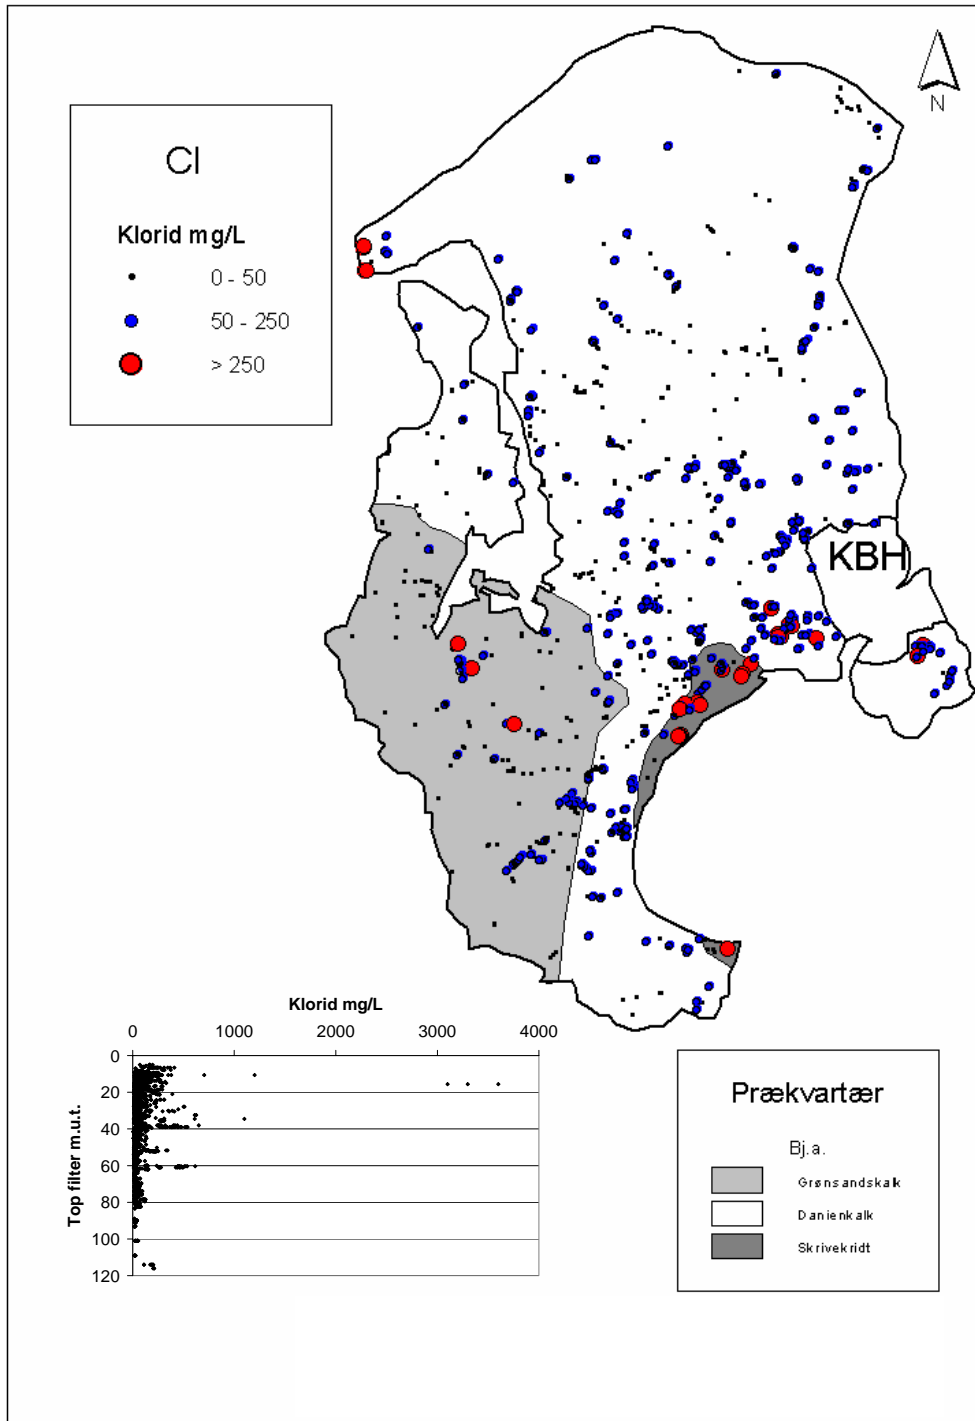 N
Cl
Klorid mg/L
0 - 50
50 - 250
> 250
KBH
Klorid mg/L
0 1000 2000 3000 4000
0
20
40
60
80
100
120
Top filter m.u.t.
Prækvartær
Bj.a.
Grønsandskalk
Danienkalk
Skrivekridt